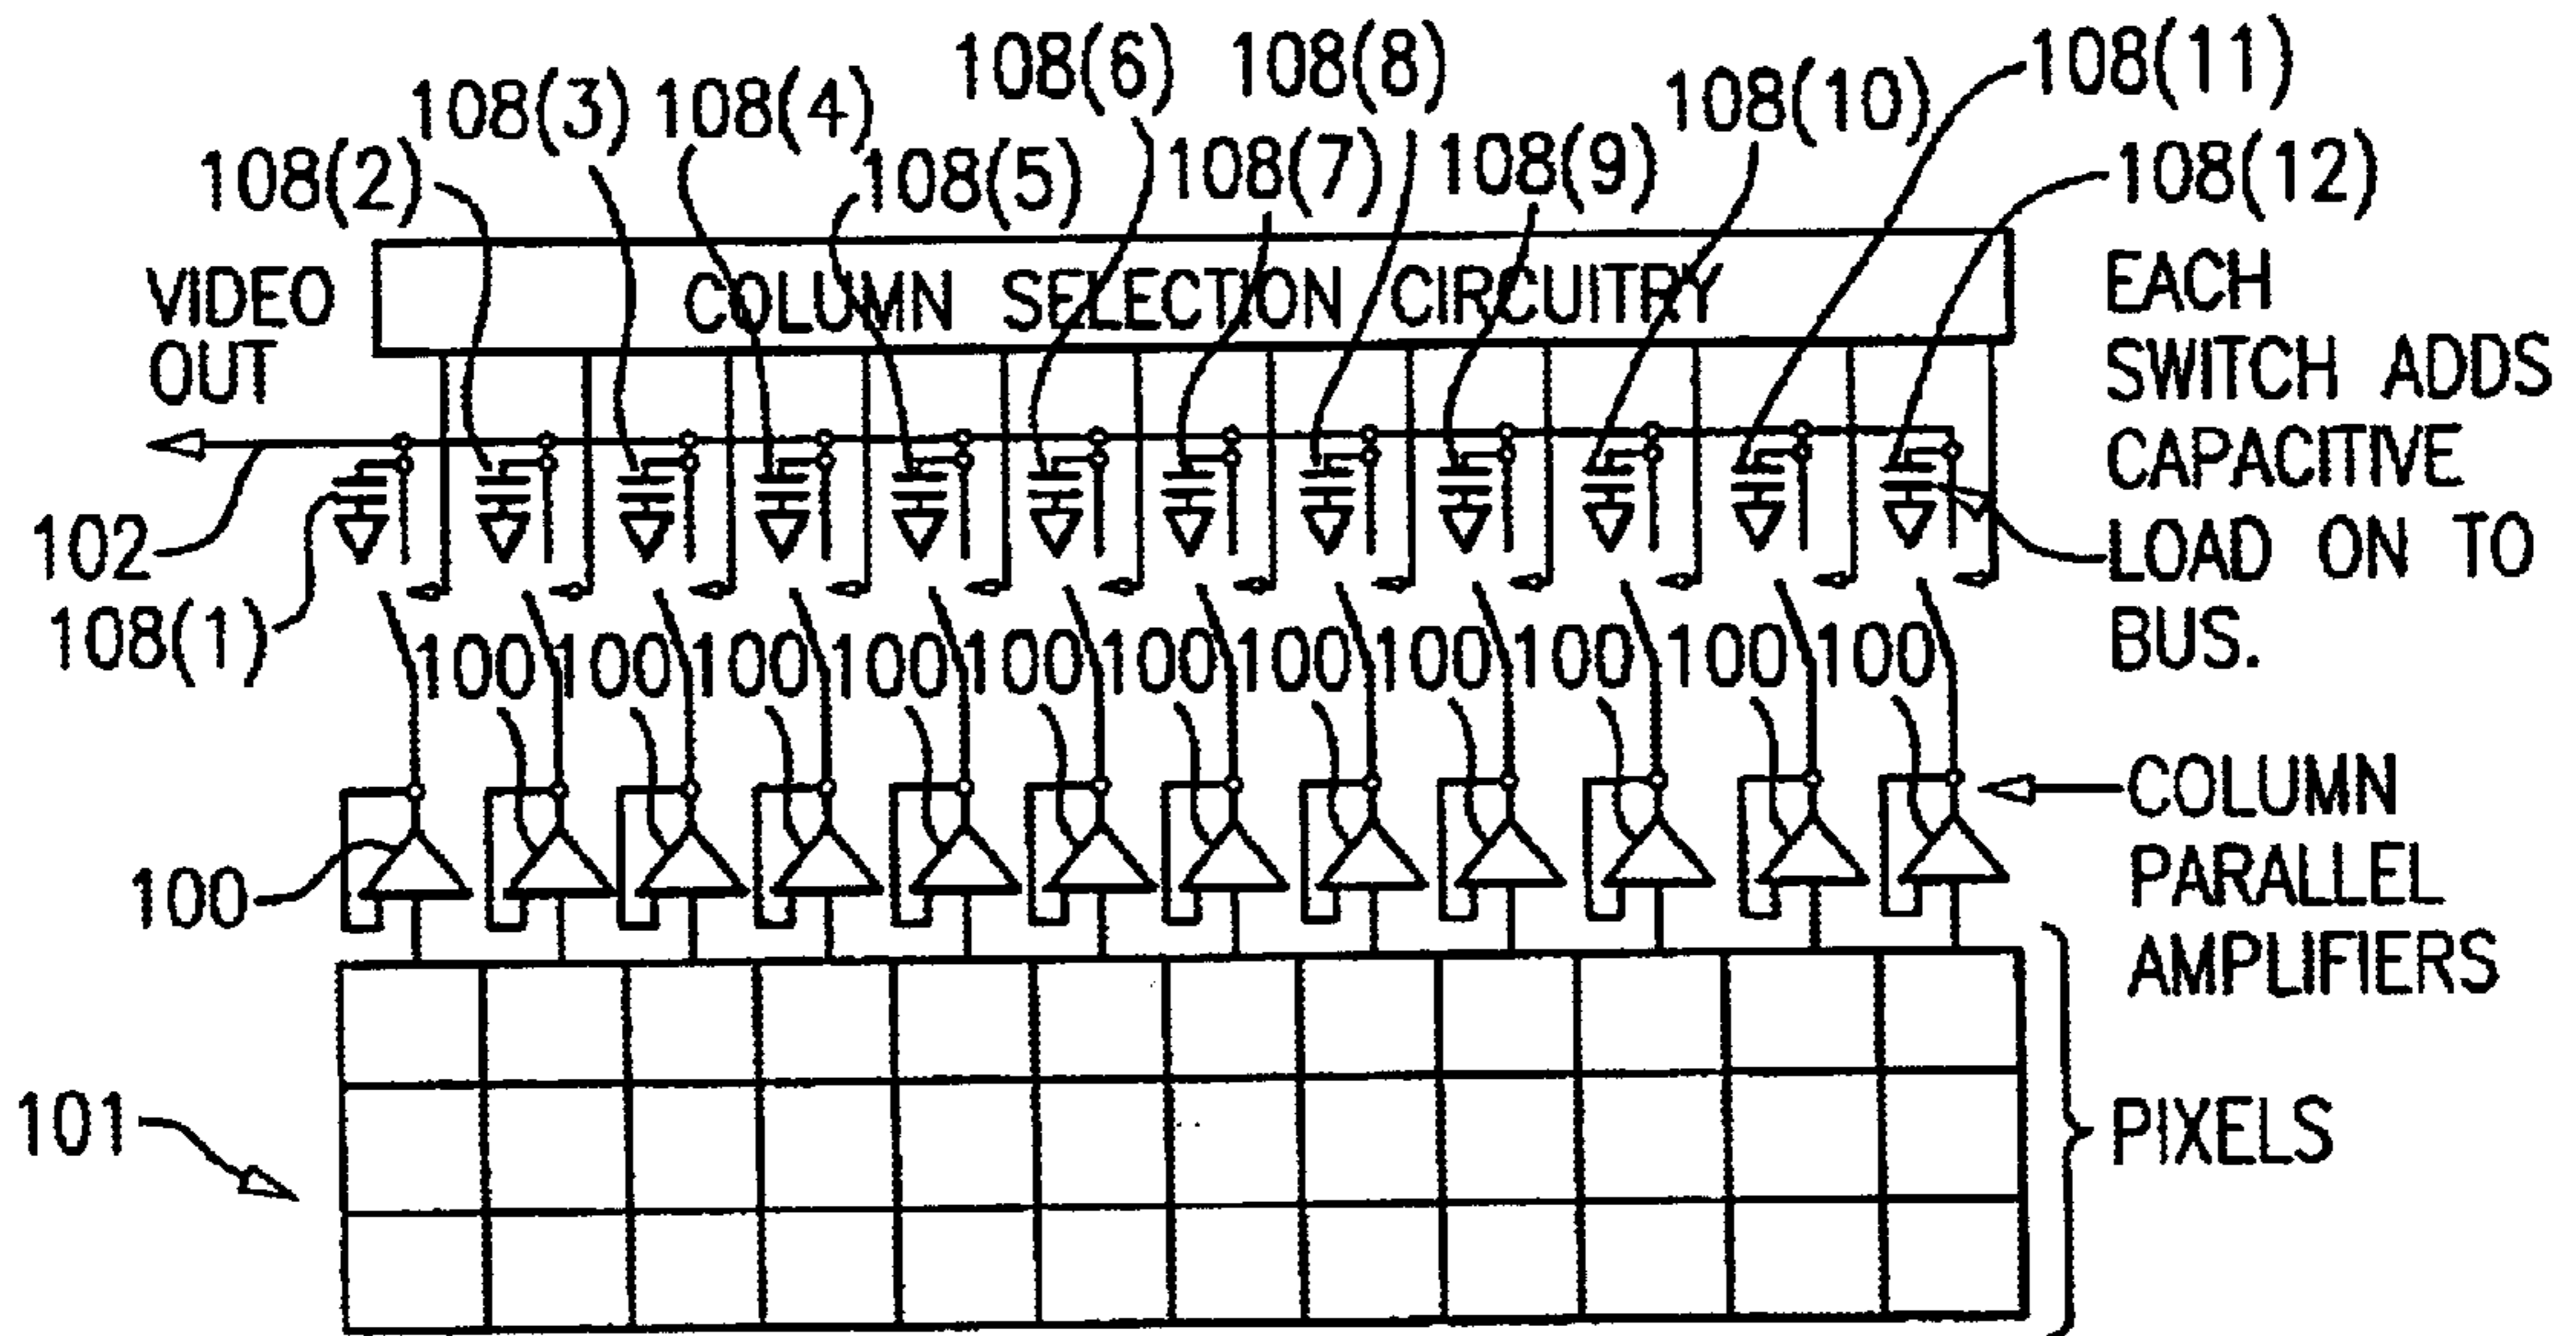 108(6) 108(8)
108(11)
108(3) 108(4)
108(10)
108(2)
108(5)
108(7)
108(9)
108(12)
VIDEO
OUT
COLUMN SELECTION CIRCUITRY
EACH
SWITCH ADDS
CAPACITIVE
LOAD ON TO
BUS.
102
108(1)
100 100 100 100 100 100 100 100 100 100 100
100
COLUMN
PARALLEL
AMPLIFIERS
101
PIXELS